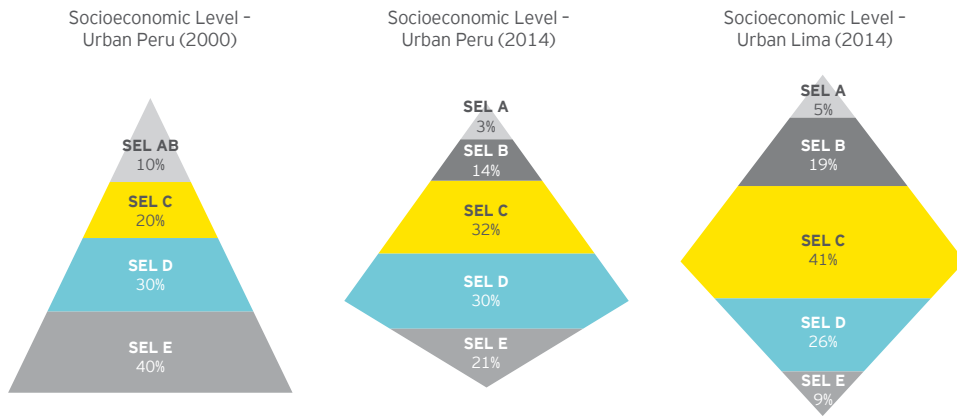 Socioeconomic Level –
Urban Peru (2000)
SEL AB
10%
SEL C
20%
SEL D
30%
SEL E
40%
Socioeconomic Level –
Urban Peru (2014)
SEL A
3%
SEL B
14%
SEL C
32%
SEL D
30%
SEL E
21%
Socioeconomic Level –
Urban Lima (2014)
SEL A
5%
SEL B
19%
SEL C
41%
SEL D
26%
SEL E
9%